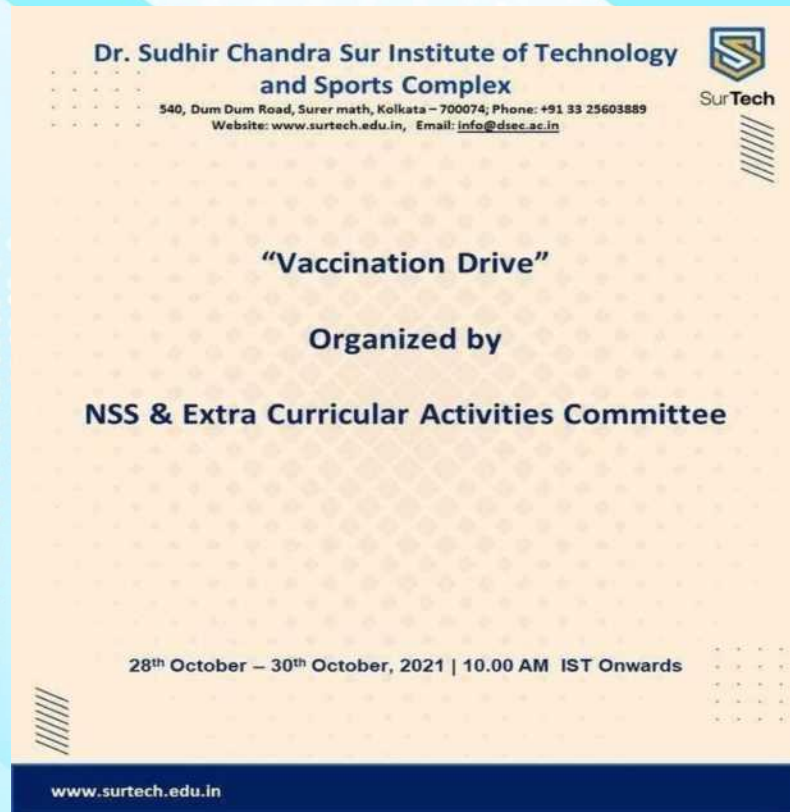 Dr. Sudhir Chandra Sur Institute of Technology
and Sports Complex
540, Dum Dum Road, Surer math, Kolkata – 700074; Phone: +91 33 25603889
Website: www.surtech.edu.in, Email: info@dsec.ac.in
SurTech
“Vaccination Drive”
Organized by
NSS & Extra Curricular Activities Committee
28th October – 30th October, 2021 | 10.00 AM IST Onwards
www.surtech.edu.in